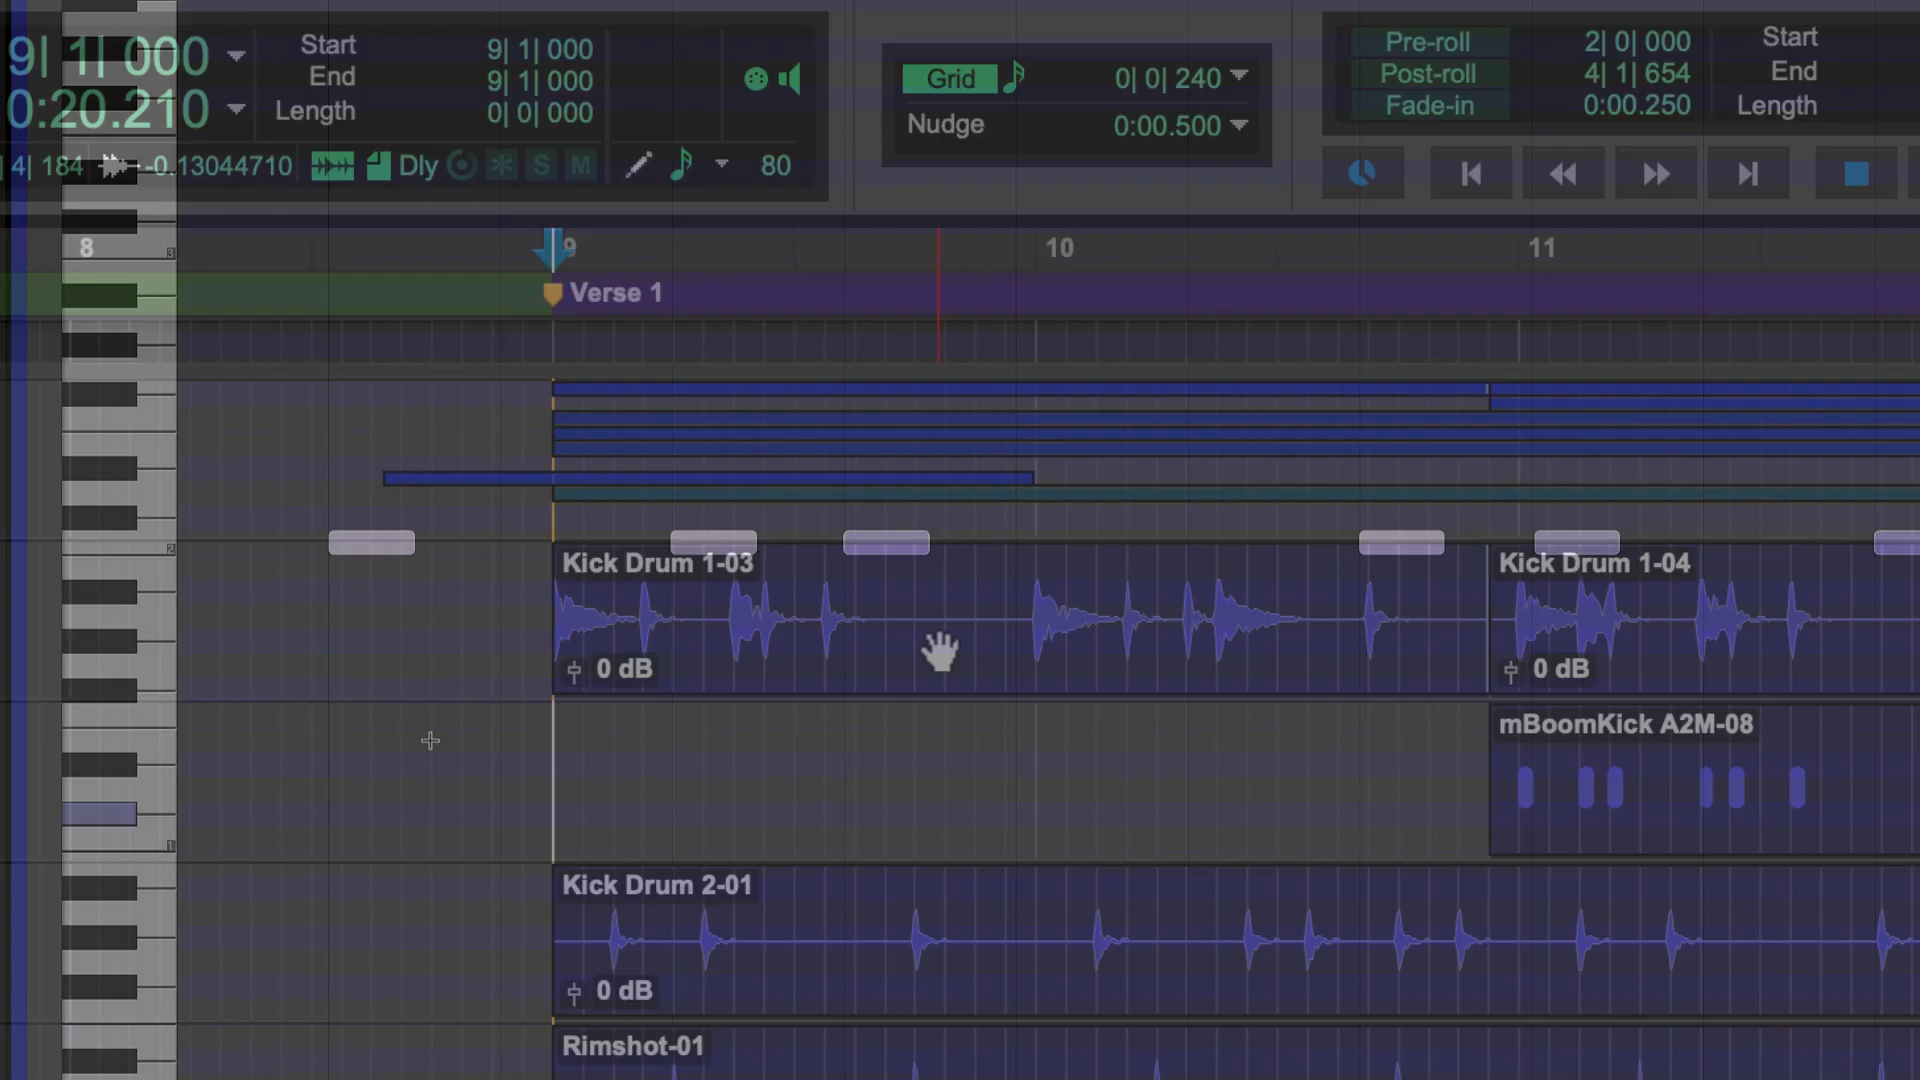 9| 1| 000
0:20.210
Start 9| 1| 000
End 9| 1| 000
Length 0| 0| 000
| 4| 184 -0.13044710 Dly S M 80
Grid 0| 0| 240
Nudge 0:00.500
Pre-roll 2| 0| 000 Start
Post-roll 4| 1| 654 End
Fade-in 0:00.250 Length
8 9 10 11
3
Verse 1
2
Kick Drum 1-03 Kick Drum 1-04
0 dB 0 dB
mBoomKick A2M-08
1
Kick Drum 2-01
0 dB
Rimshot-01